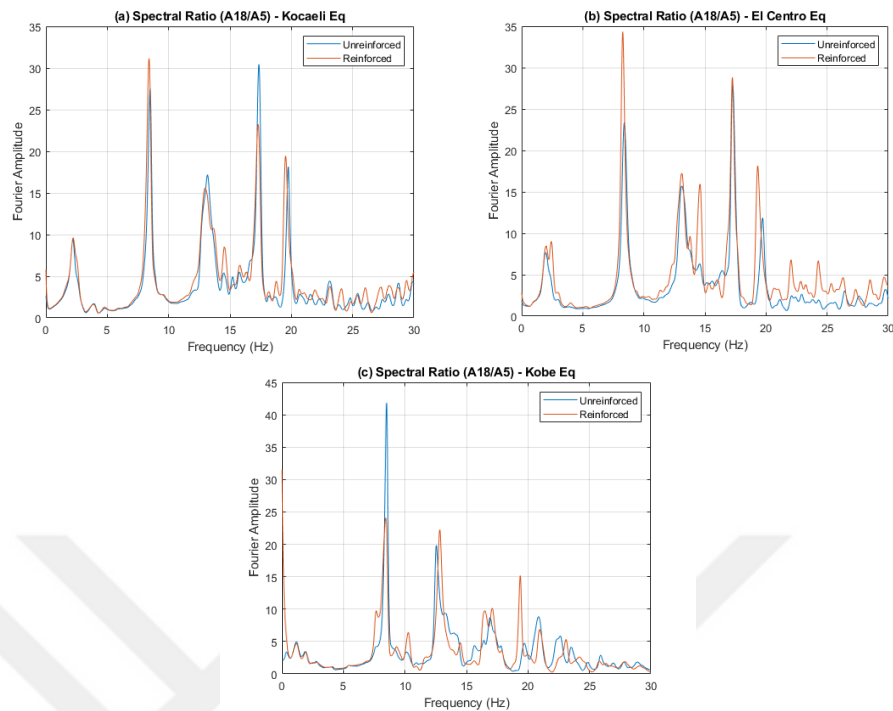 (a) Spectral Ratio (A18/A5) - Kocaeli Eq
Unreinforced
Reinforced
Fourier Amplitude
35
30
25
20
15
10
5
0
0 5 10 15 20 25 30
Frequency (Hz)
(b) Spectral Ratio (A18/A5) - El Centro Eq
Unreinforced
Reinforced
Fourier Amplitude
35
30
25
20
15
10
5
0
0 5 10 15 20 25 30
Frequency (Hz)
(c) Spectral Ratio (A18/A5) - Kobe Eq
Unreinforced
Reinforced
Fourier Amplitude
45
40
35
30
25
20
15
10
5
0
0 5 10 15 20 25 30
Frequency (Hz)